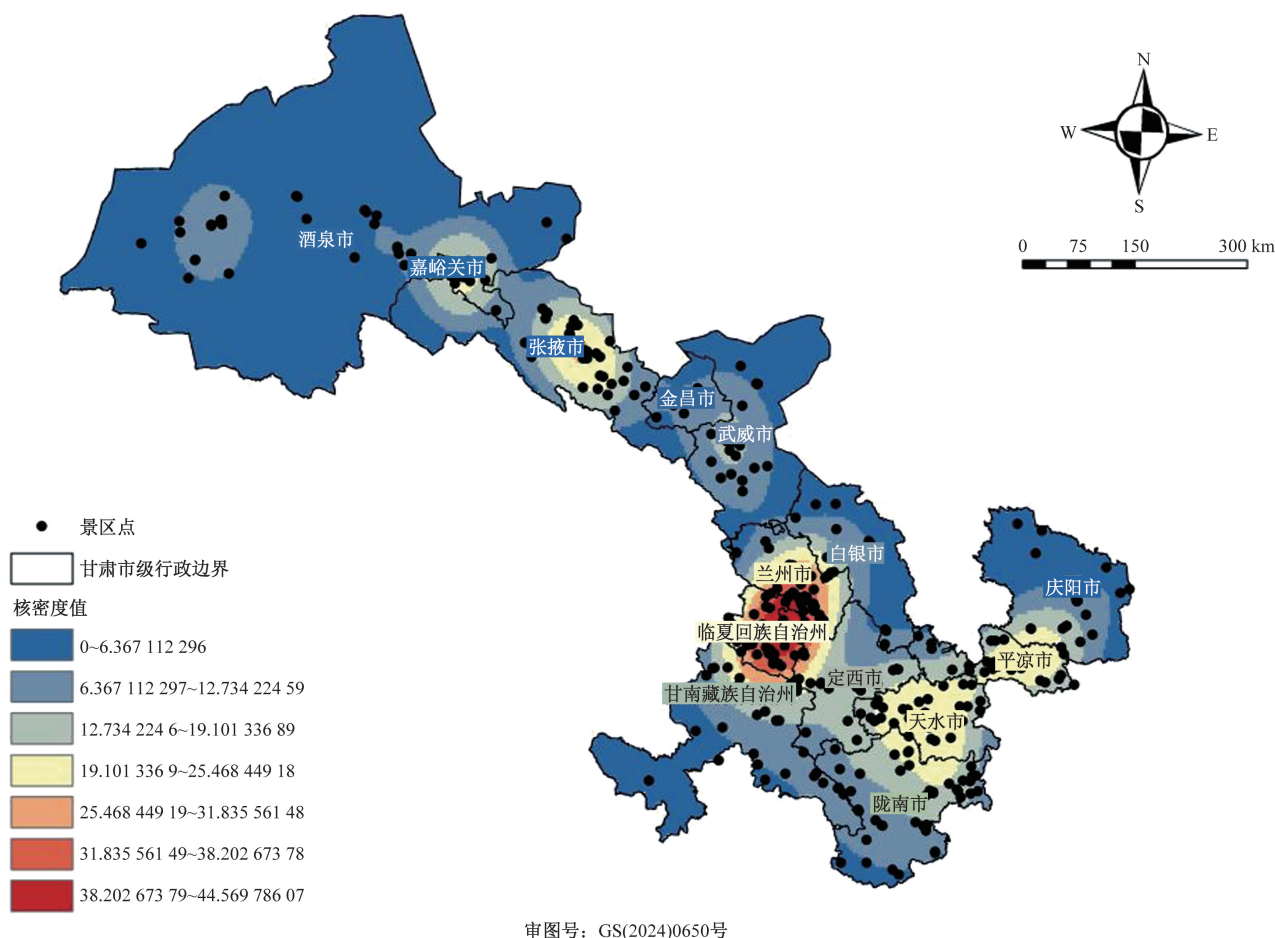 N
W
E
S
0 75 150 300 km
酒泉市
嘉峪关市
张掖市
金昌市
武威市
白银市
兰州市
庆阳市
临夏回族自治州
平凉市
定西市
甘南藏族自治州
天水市
陇南市
景区点
甘肃市级行政边界
核密度值
0~6.367 112 296
6.367 112 297~12.734 224 59
12.734 224 6~19.101 336 89
19.101 336 9~25.468 449 18
25.468 449 19~31.835 561 48
31.835 561 49~38.202 673 78
38.202 673 79~44.569 786 07
审图号：GS(2024)0650号